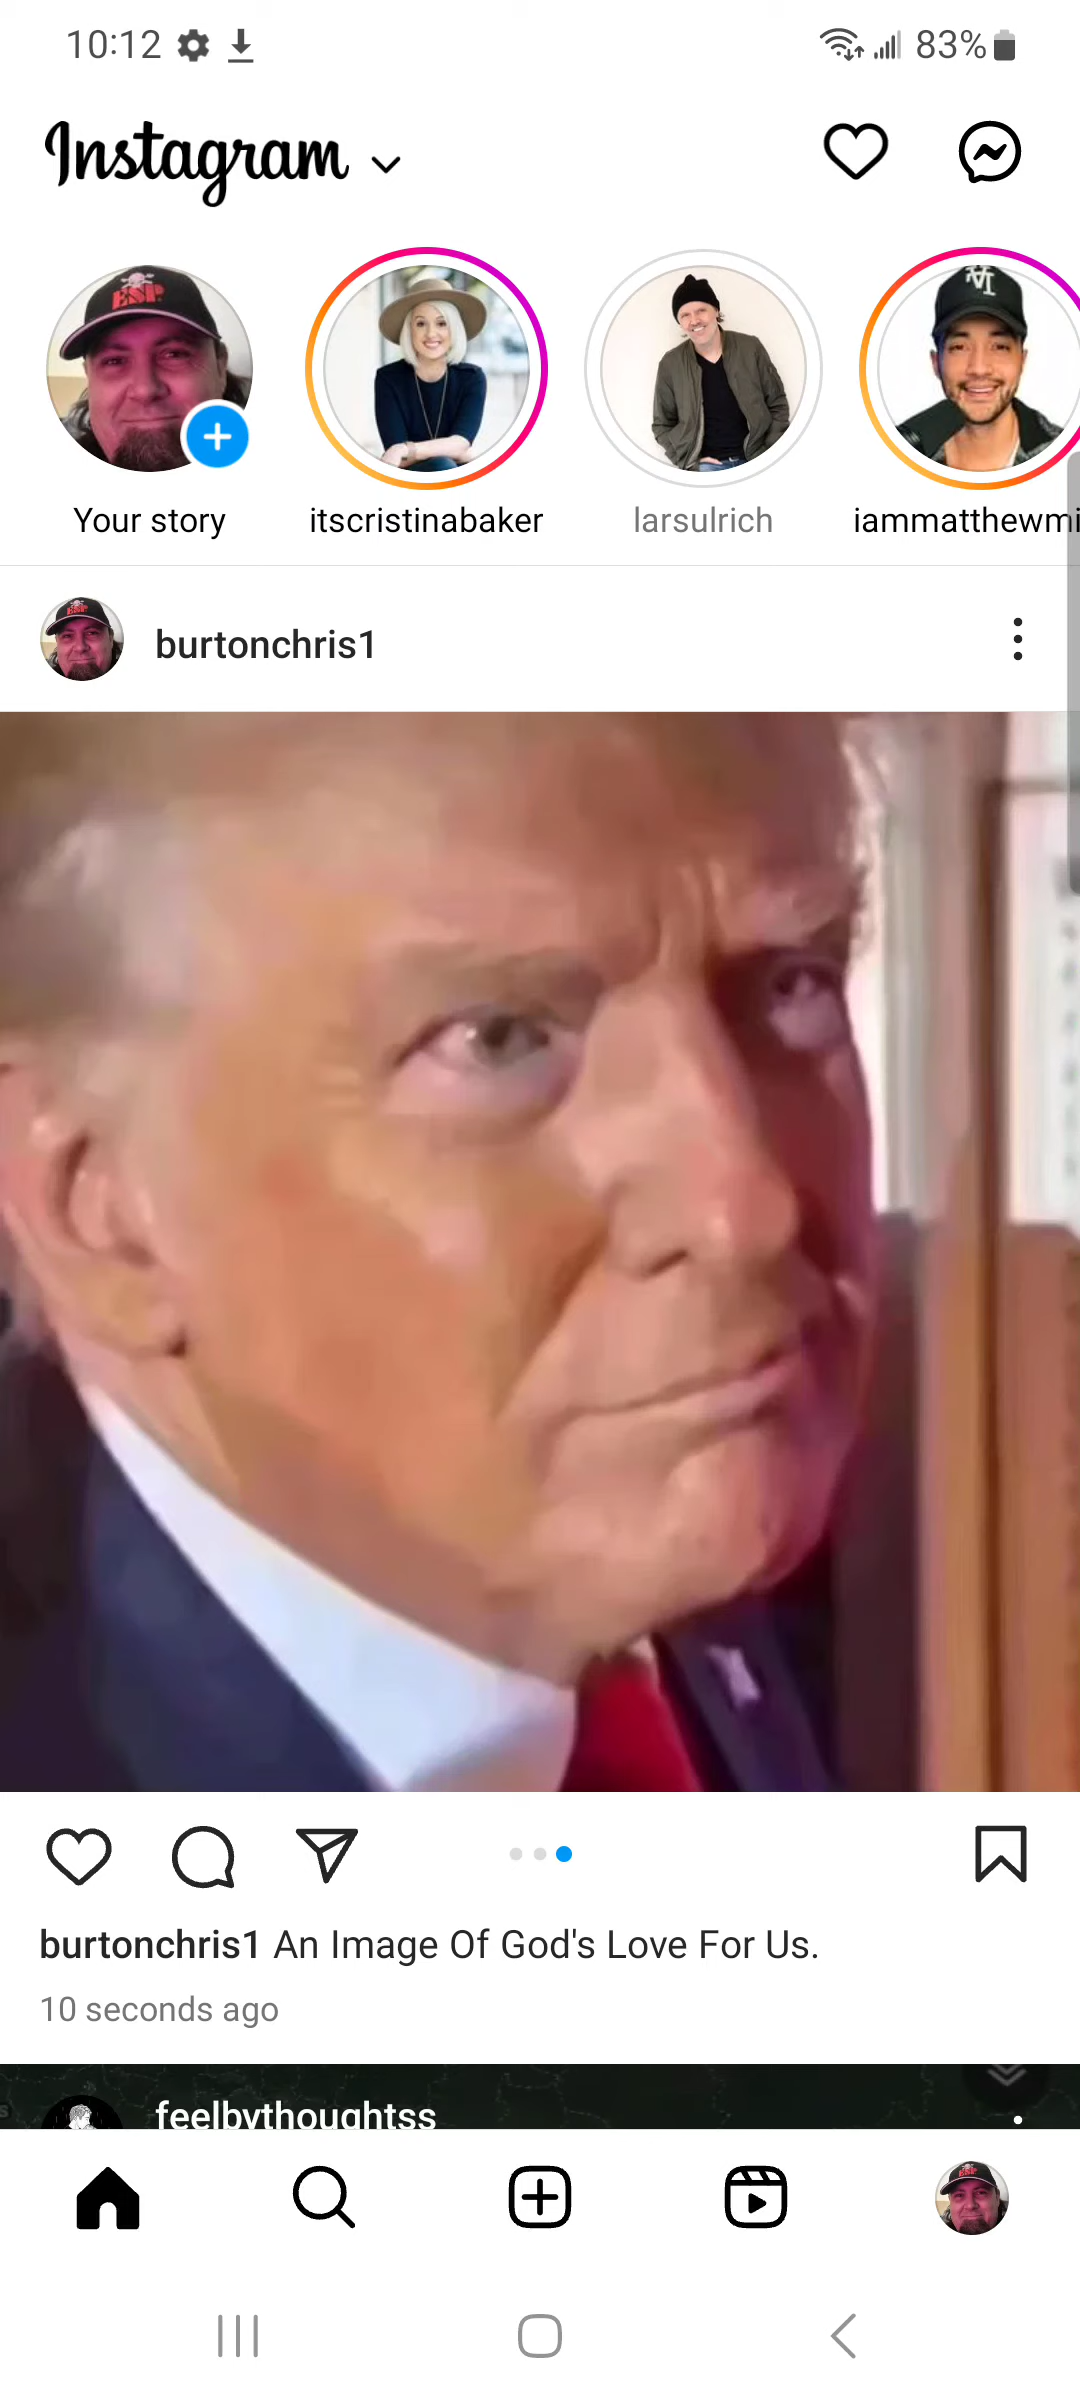 10:12 83%
Instagram
ESP
Your story itscristinabaker larsulrich iammatthewmi
burtonchris1
burtonchris1 An Image Of God's Love For Us.
10 seconds ago
feelbythoughtss